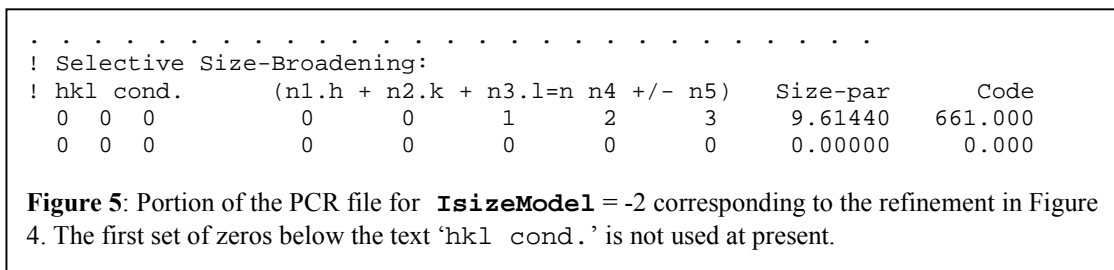 . . . . . . . . . . . . . . . . . . . . . . . . . . .
! Selective Size-Broadening:
! hkl cond. (n1.h + n2.k + n3.l=n n4 +/- n5) Size-par Code
0 0 0 0 0 1 2 3 9.61440 661.000
0 0 0 0 0 0 0 0 0.00000 0.000
Figure 5: Portion of the PCR file for IsizeModel = -2 corresponding to the refinement in Figure
4. The first set of zeros below the text ‘hkl cond.’ is not used at present.